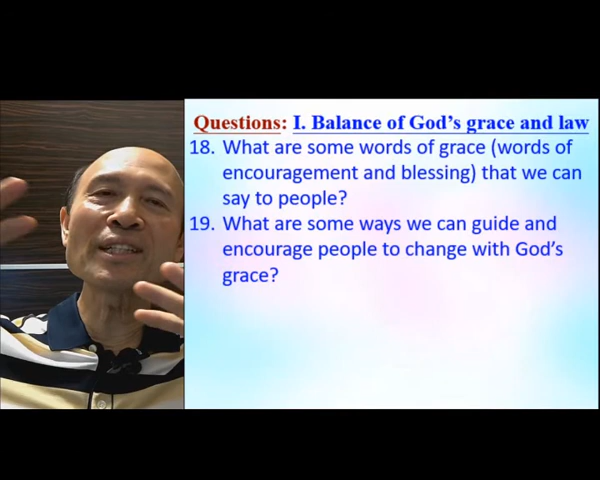 Questions: I. Balance of God’s grace and law
18. What are some words of grace (words of
encouragement and blessing) that we can
say to people?
19. What are some ways we can guide and
encourage people to change with God’s
grace?